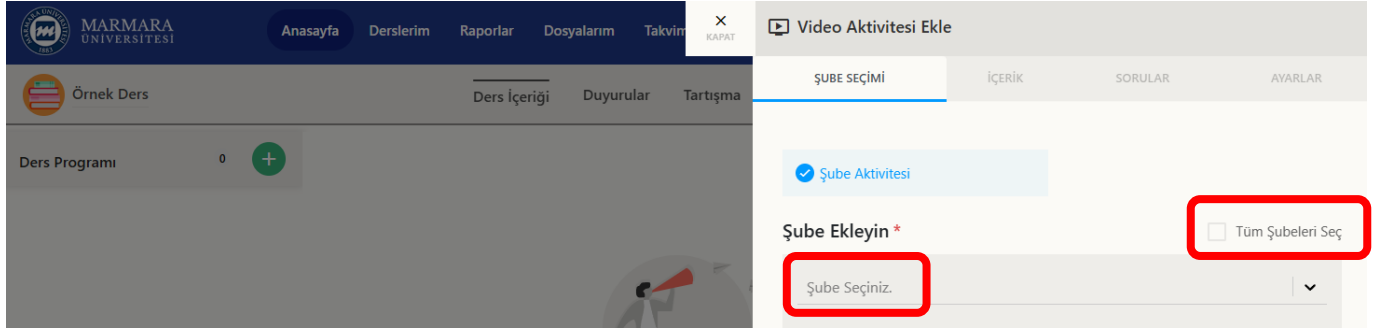 MARMARA
ÜNİVERSİTESİ
Anasayfa
Derslerim
Raporlar
Dosyalarım
Takvim
KAPAT
Video Aktivitesi Ekle
ŞUBE SEÇİMİ
İÇERİK
SORULAR
AYARLAR
Örnek Ders
Ders İçeriği
Duyurular
Tartışma
Ders Programı
0
Şube Aktivitesi
Şube Ekleyin *
Tüm Şubeleri Seç
Şube Seçiniz.